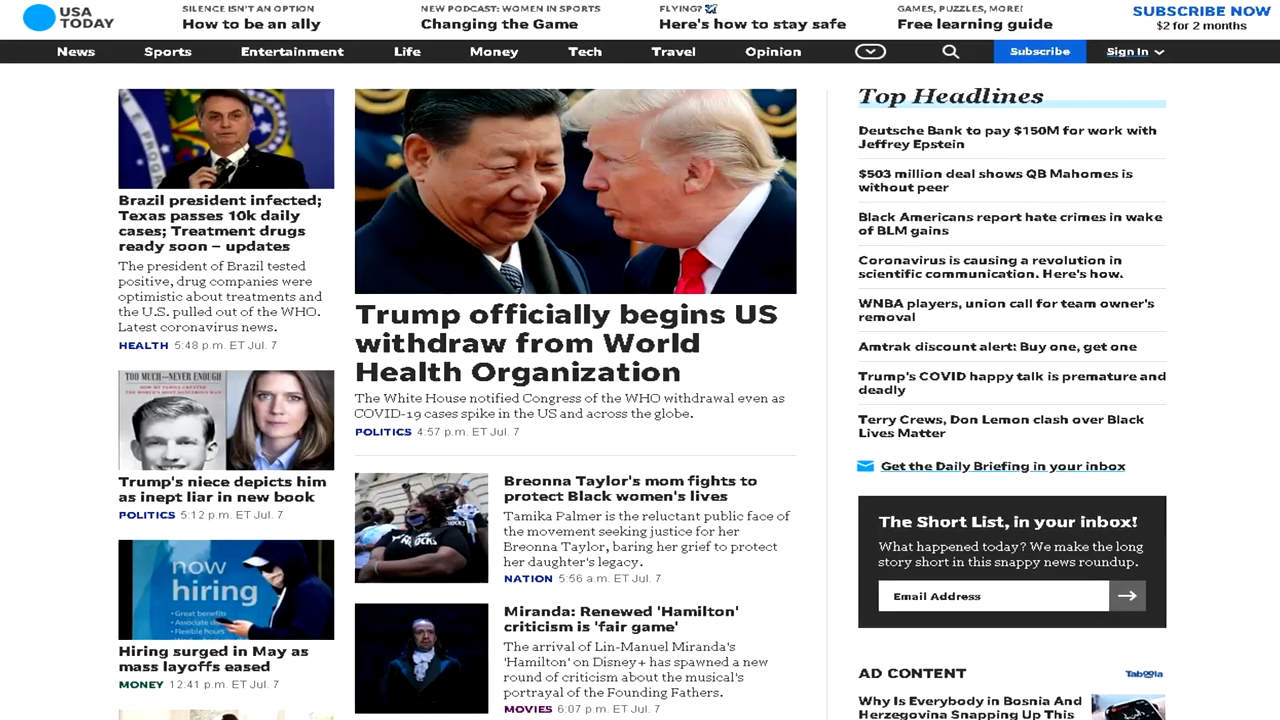 USA
TODAY
SILENCE ISN'T AN OPTION
How to be an ally
NEW PODCAST: WOMEN IN SPORTS
Changing the Game
FLYING?
Here's how to stay safe
GAMES, PUZZLES, MORE!
Free learning guide
SUBSCRIBE NOW
$2 for 2 months
News Sports Entertainment Life Money Tech Travel Opinion Subscribe Sign In
Brazil president infected;
Texas passes 10k daily
cases; Treatment drugs
ready soon – updates
The president of Brazil tested
positive, drug companies were
optimistic about treatments and
the U.S. pulled out of the WHO.
Latest coronavirus news.
HEALTH 5:48 p.m. ET Jul. 7
TOO MUCH AND NEVER ENOUGH
HOW MY FAMILY CREATED
THE WORLD'S MOST DANGEROUS MAN
Trump's niece depicts him
as inept liar in new book
POLITICS 5:12 p.m. ET Jul. 7
now
hiring
• Great benefits
• Flexible hours
Hiring surged in May as
mass layoffs eased
MONEY 12:41 p.m. ET Jul. 7
Trump officially begins US
withdraw from World
Health Organization
The White House notified Congress of the WHO withdrawal even as
COVID-19 cases spike in the US and across the globe.
POLITICS 4:57 p.m. ET Jul. 7
Breonna Taylor's mom fights to
protect Black women's lives
Tamika Palmer is the reluctant public face of
the movement seeking justice for her
Breonna Taylor, baring her grief to protect
her daughter's legacy.
NATION 5:56 a.m. ET Jul. 7
Miranda: Renewed 'Hamilton'
criticism is 'fair game'
The arrival of Lin-Manuel Miranda's
'Hamilton' on Disney+ has spawned a new
round of criticism about the musical's
portrayal of the Founding Fathers.
MOVIES 6:07 p.m. ET Jul. 7
Top Headlines
Deutsche Bank to pay $150M for work with
Jeffrey Epstein
$503 million deal shows QB Mahomes is
without peer
Black Americans report hate crimes in wake
of BLM gains
Coronavirus is causing a revolution in
scientific communication. Here's how.
WNBA players, union call for team owner's
removal
Amtrak discount alert: Buy one, get one
Trump's COVID happy talk is premature and
deadly
Terry Crews, Don Lemon clash over Black
Lives Matter
Get the Daily Briefing in your inbox
The Short List, in your inbox!
What happened today? We make the long
story short in this snappy news roundup.
Email Address
AD CONTENT
Taboola
Why Is Everybody in Bosnia And
Herzegovina Snapping Up This